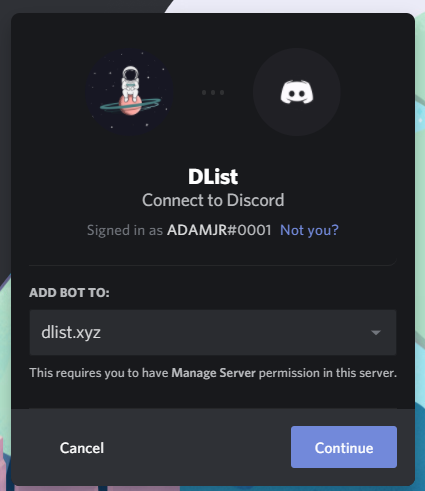 DList
Connect to Discord
Signed in as ADAMJR#0001 Not you?
ADD BOT TO:
dlist.xyz
This requires you to have Manage Server permission in this server.
Cancel
Continue